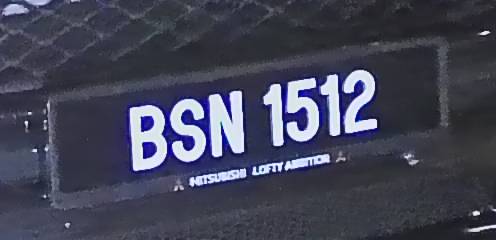 BSN 1512
MITSUBISHI LOFTY AMBITION